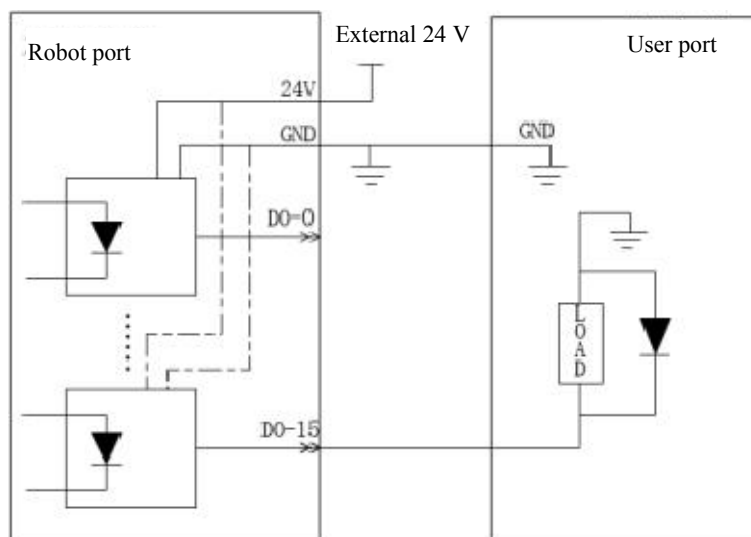 Robot port
External 24 V
User port
24V
GND
GND
DO=0
DO-15
LOAD